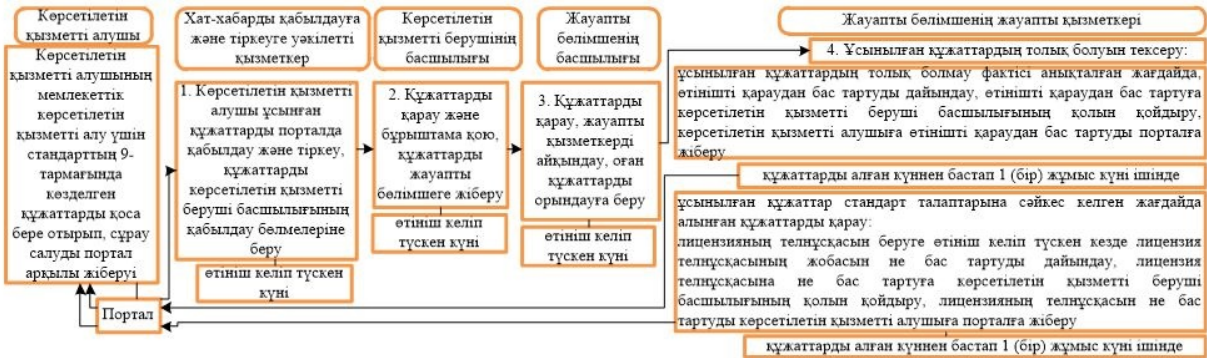 Көрсетілетін
қызметті алушы
Көрсетілетін
қызметті
алушының
мемлекеттік
көрсетілетін
қызметті алу үшін
стандарттың 9-
тармағында
көзделген
құжаттарды қоса
бере отырып, сұрау
салуды портал
арқылы жіберуі
Портал
Хат-хабарды қабылдауға
және тіркеуге уәкілетті
қызметкер
1. Көрсетілетін қызметті
алушы ұсынған
құжаттарды порталда
қабылдау және тіркеу,
құжаттарды
көрсетілетін қызметті
беруші басшылығының
қабылдау бөлмелеріне
беру
өтініш келіп түскен
күні
Көрсетілетін
қызметті берушінің
басшылығы
2. Құжаттарды
қарау және
бұрыштама қою,
құжаттарды
жауапты
бөлімшеге жіберу
өтініш келіп
түскен күні
Жауапты
бөлімшенің
басшылығы
3. Құжаттарды
қарау, жауапты
қызметкерді
айқындау, оған
құжаттарды
орындауға беру
өтініш келіп
түскен күні
Жауапты бөлімшенің жауапты қызметкері
4. Ұсынылған құжаттардың толық болуын тексеру:
ұсынылған құжаттардың толық болмау фактісі анықталған жағдайда,
өтінішті қараудан бас тартуды дайындау, өтінішті қараудан бас тартуға
көрсетілетін қызметті беруші басшылығының қолын қойдыру,
көрсетілетін қызметті алушыға өтінішті қараудан бас тартуды порталға
жіберу
құжаттарды алған күннен бастап 1 (бір) жұмыс күні ішінде
ұсынылған құжаттар стандарт талаптарына сәйкес келген жағдайда
алынған құжаттарды қарау:
лицензияның телнұсқасын беруге өтініш келіп түскен кезде лицензия
телнұсқасының жобасын не бас тартуды дайындау, лицензия
телнұсқасына не бас тартуға көрсетілетін қызметті беруші
басшылығының қолын қойдыру, лицензияның телнұсқасын не бас
тартуды көрсетілетін қызметті алушыға порталға жіберу
құжаттарды алған күннен бастап 1 (бір) жұмыс күні ішінде